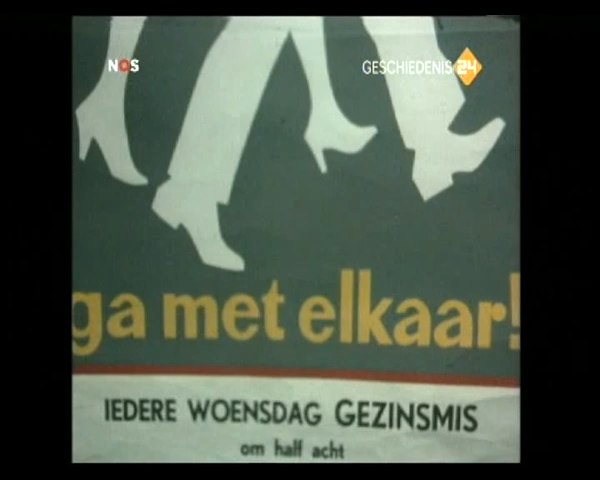 NOS
GESCHIEDENIS 24
ga met elkaar!
IEDERE WOENSDAG GEZINSMIS
om half acht